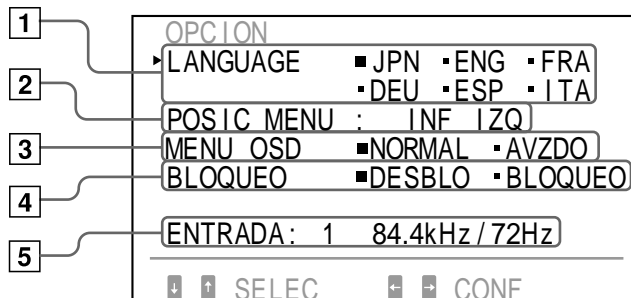 OPCION
1 LANGUAGE ■JPN ▪ENG ▪FRA
▪DEU ▪ESP ▪ITA
2 POSIC MENU : INF IZQ
3 MENU OSD ■NORMAL ▪AVZDO
4 BLOQUEO ■DESBLO ▪BLOQUEO
5 ENTRADA: 1 84.4kHz/72Hz
↓ ↑ SELEC ← → CONF